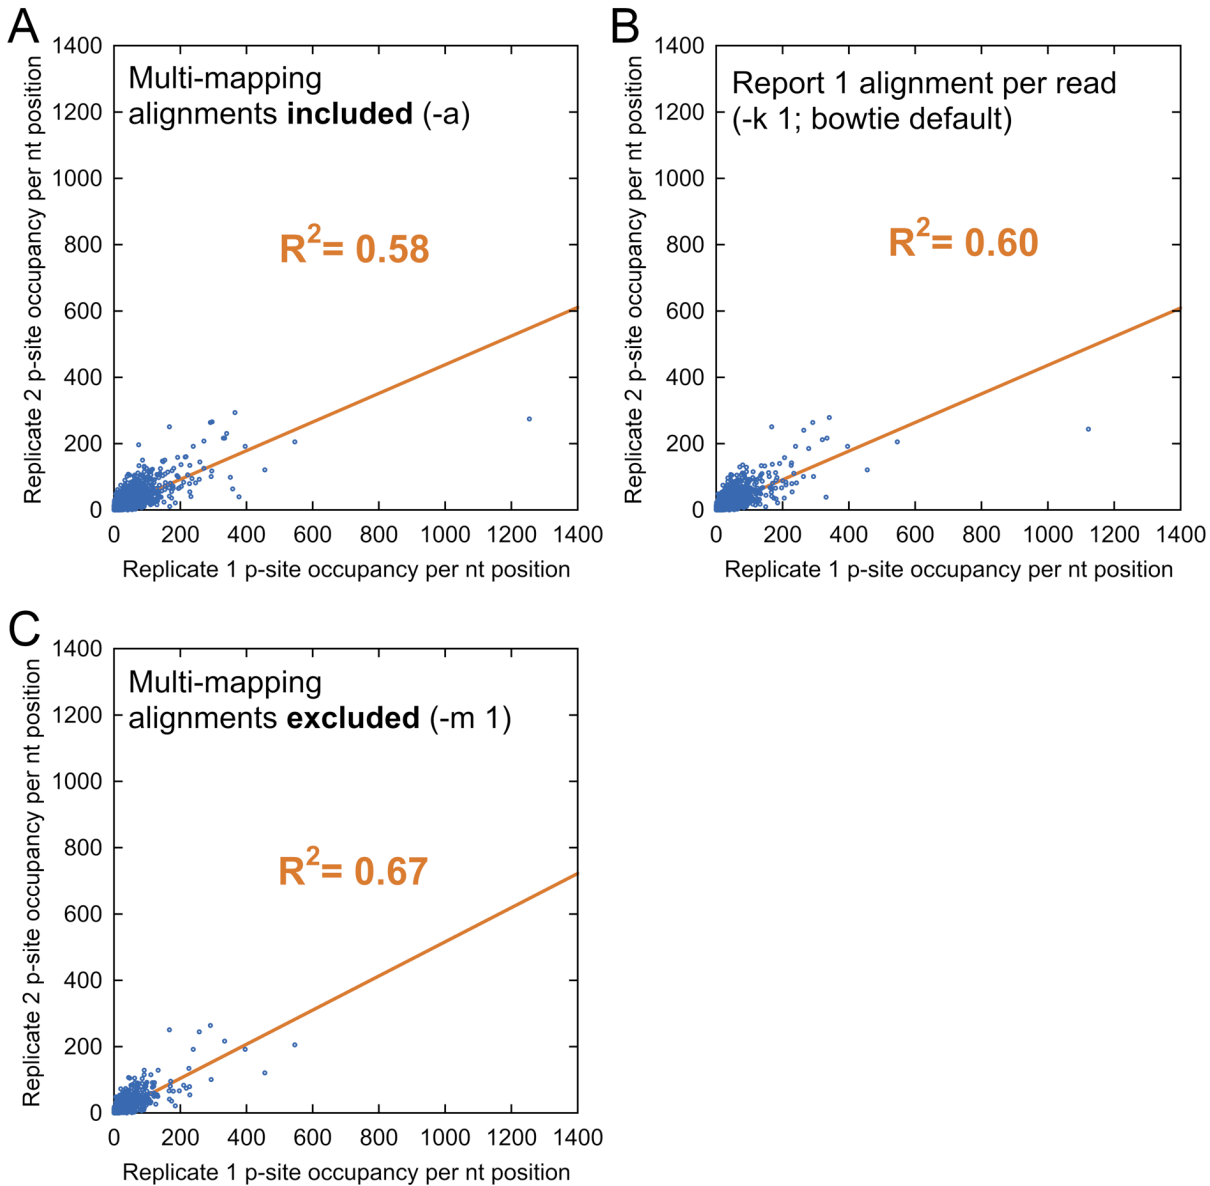 A
Replicate 2 p-site occupancy per nt position
1400
1200
1000
800
600
400
200
0
Multi-mapping
alignments included (-a)
R2= 0.58
0 200 400 600 800 1000 1200 1400
Replicate 1 p-site occupancy per nt position
B
Replicate 2 p-site occupancy per nt position
1400
1200
1000
800
600
400
200
0
Report 1 alignment per read
(-k 1; bowtie default)
R2= 0.60
0 200 400 600 800 1000 1200 1400
Replicate 1 p-site occupancy per nt position
C
Replicate 2 p-site occupancy per nt position
1400
1200
1000
800
600
400
200
0
Multi-mapping
alignments excluded (-m 1)
R2= 0.67
0 200 400 600 800 1000 1200 1400
Replicate 1 p-site occupancy per nt position